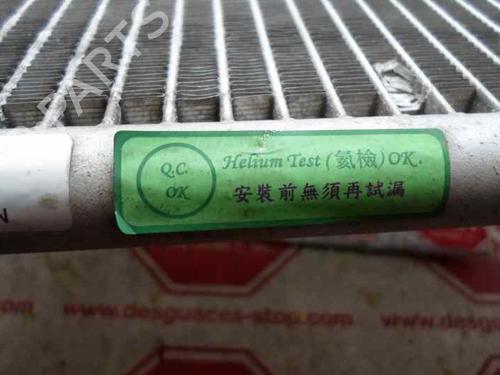 PARTS
Q.C.
OK
Helium Test (氦檢) OK.
安裝前無須再試漏
N
www.desguaces-stop.com